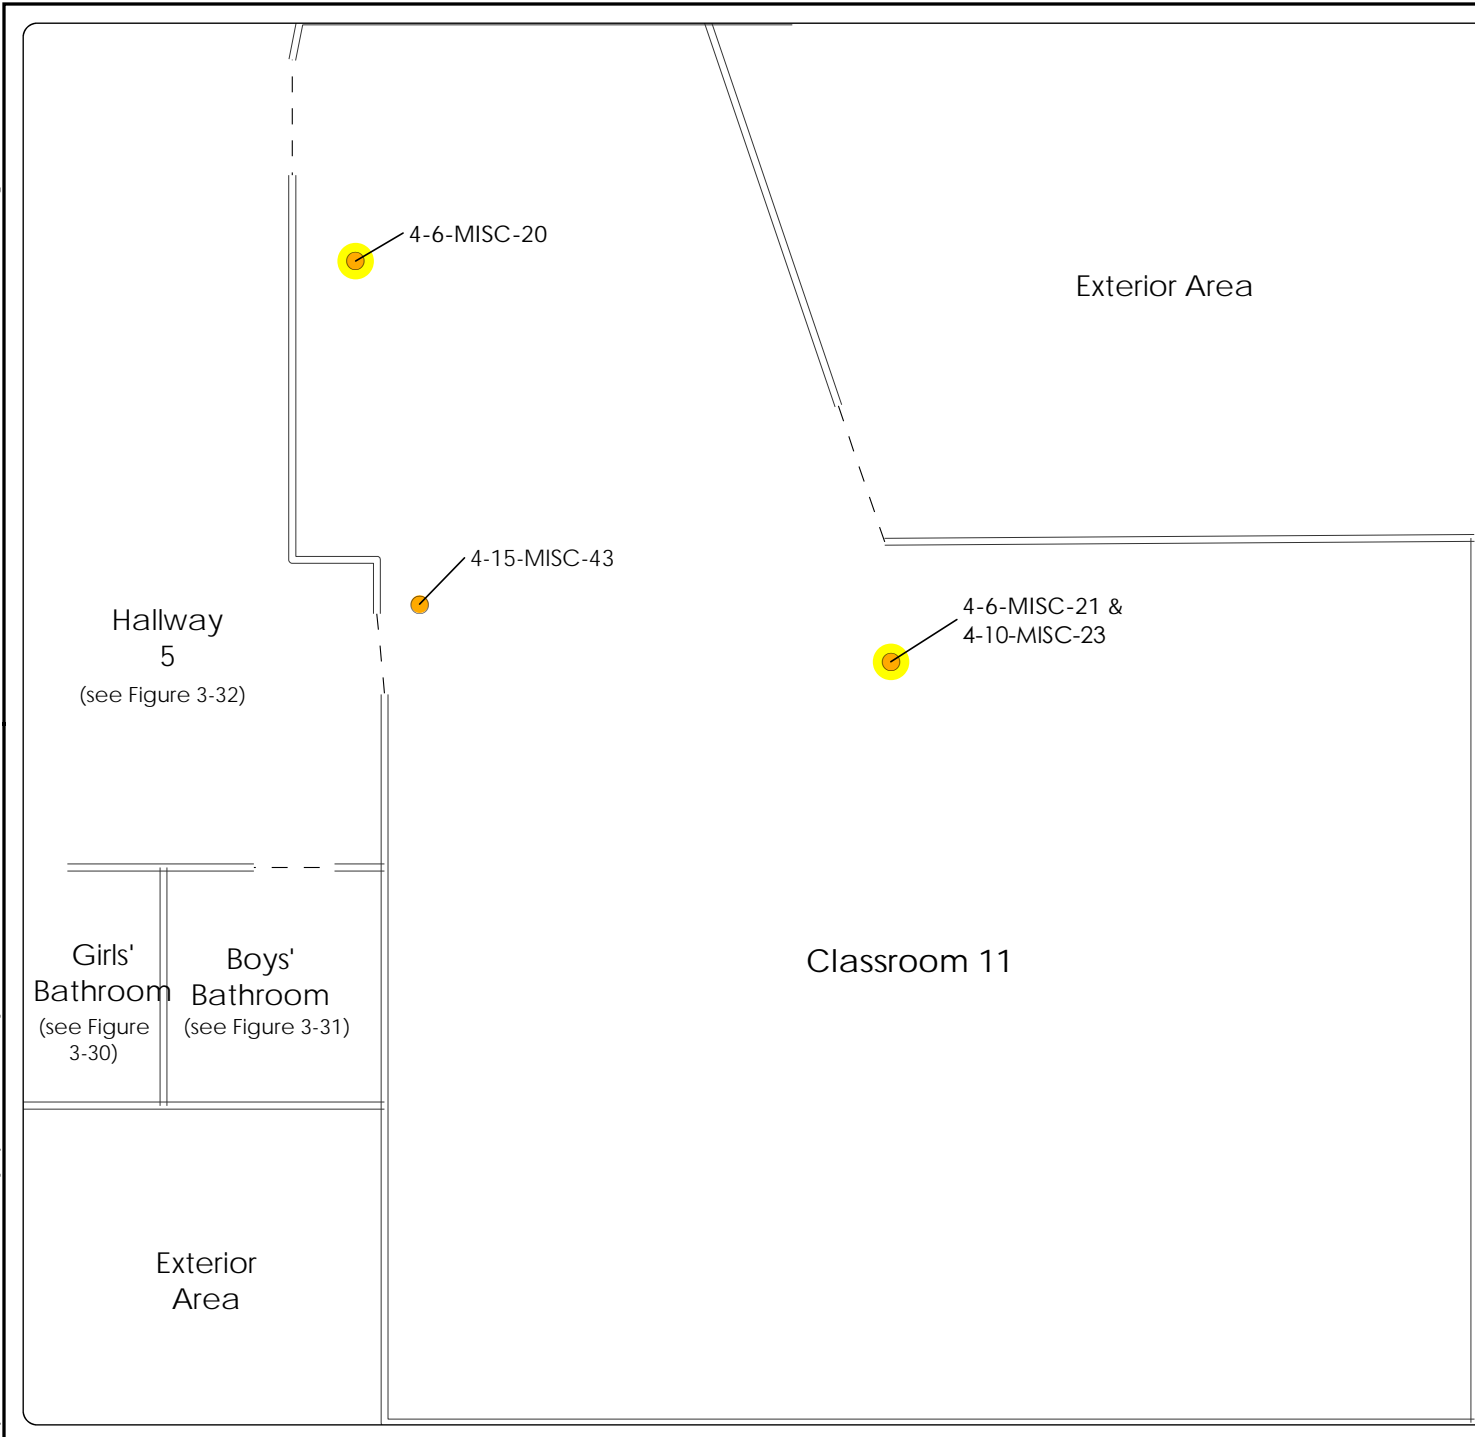 4-6-MISC-20
Exterior Area
4-15-MISC-43
4-6-MISC-21 &
4-10-MISC-23
Hallway
5
(see Figure 3-32)
Girls'
Bathroom
(see Figure
3-30)
Boys'
Bathroom
(see Figure 3-31)
Classroom 11
Exterior
Area